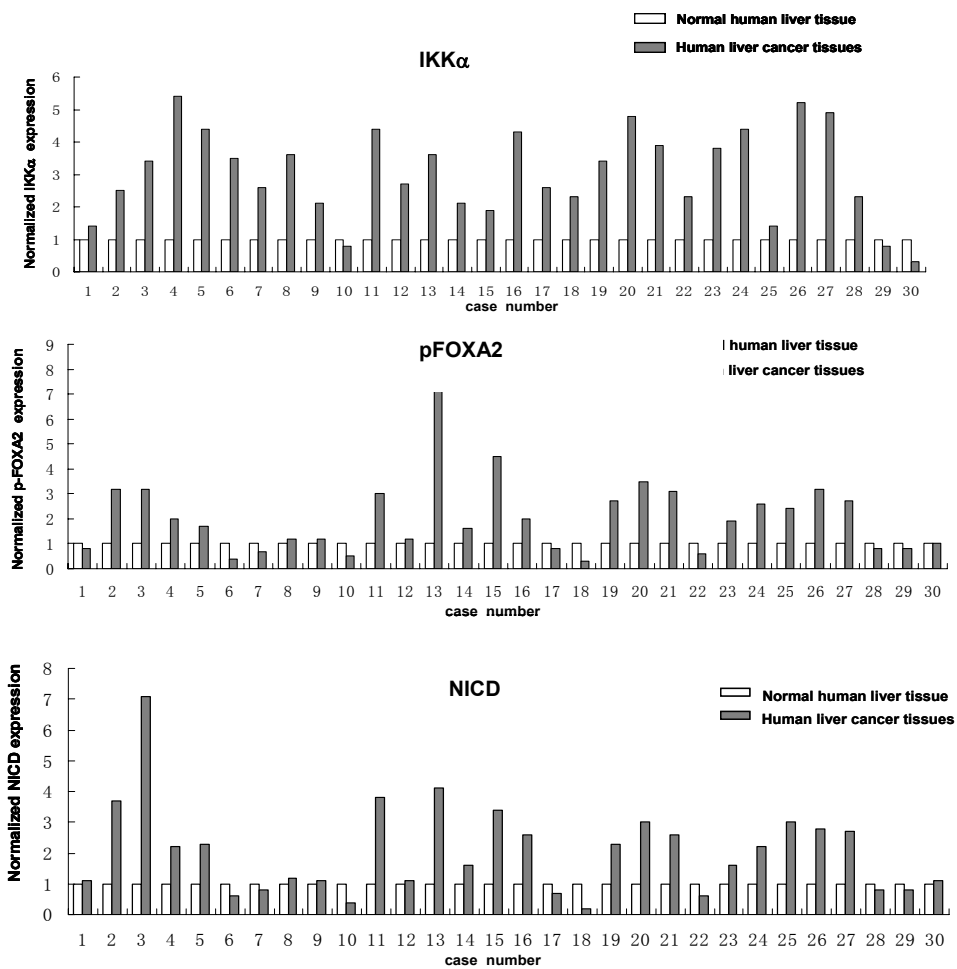 Normal human liver tissue
Human liver cancer tissues
IKKα
Normalized IKKα expression
6
5
4
3
2
1
0
1 2 3 4 5 6 7 8 9 10 11 12 13 14 15 16 17 18 19 20 21 22 23 24 25 26 27 28 29 30
case number
pFOXA2
human liver tissue
liver cancer tissues
Normalized p-FOXA2 expression
9
8
7
6
5
4
3
2
1
0
1 2 3 4 5 6 7 8 9 10 11 12 13 14 15 16 17 18 19 20 21 22 23 24 25 26 27 28 29 30
case number
NICD
Normal human liver tissue
Human liver cancer tissues
Normalized NICD expression
8
7
6
5
4
3
2
1
0
1 2 3 4 5 6 7 8 9 10 11 12 13 14 15 16 17 18 19 20 21 22 23 24 25 26 27 28 29 30
case number